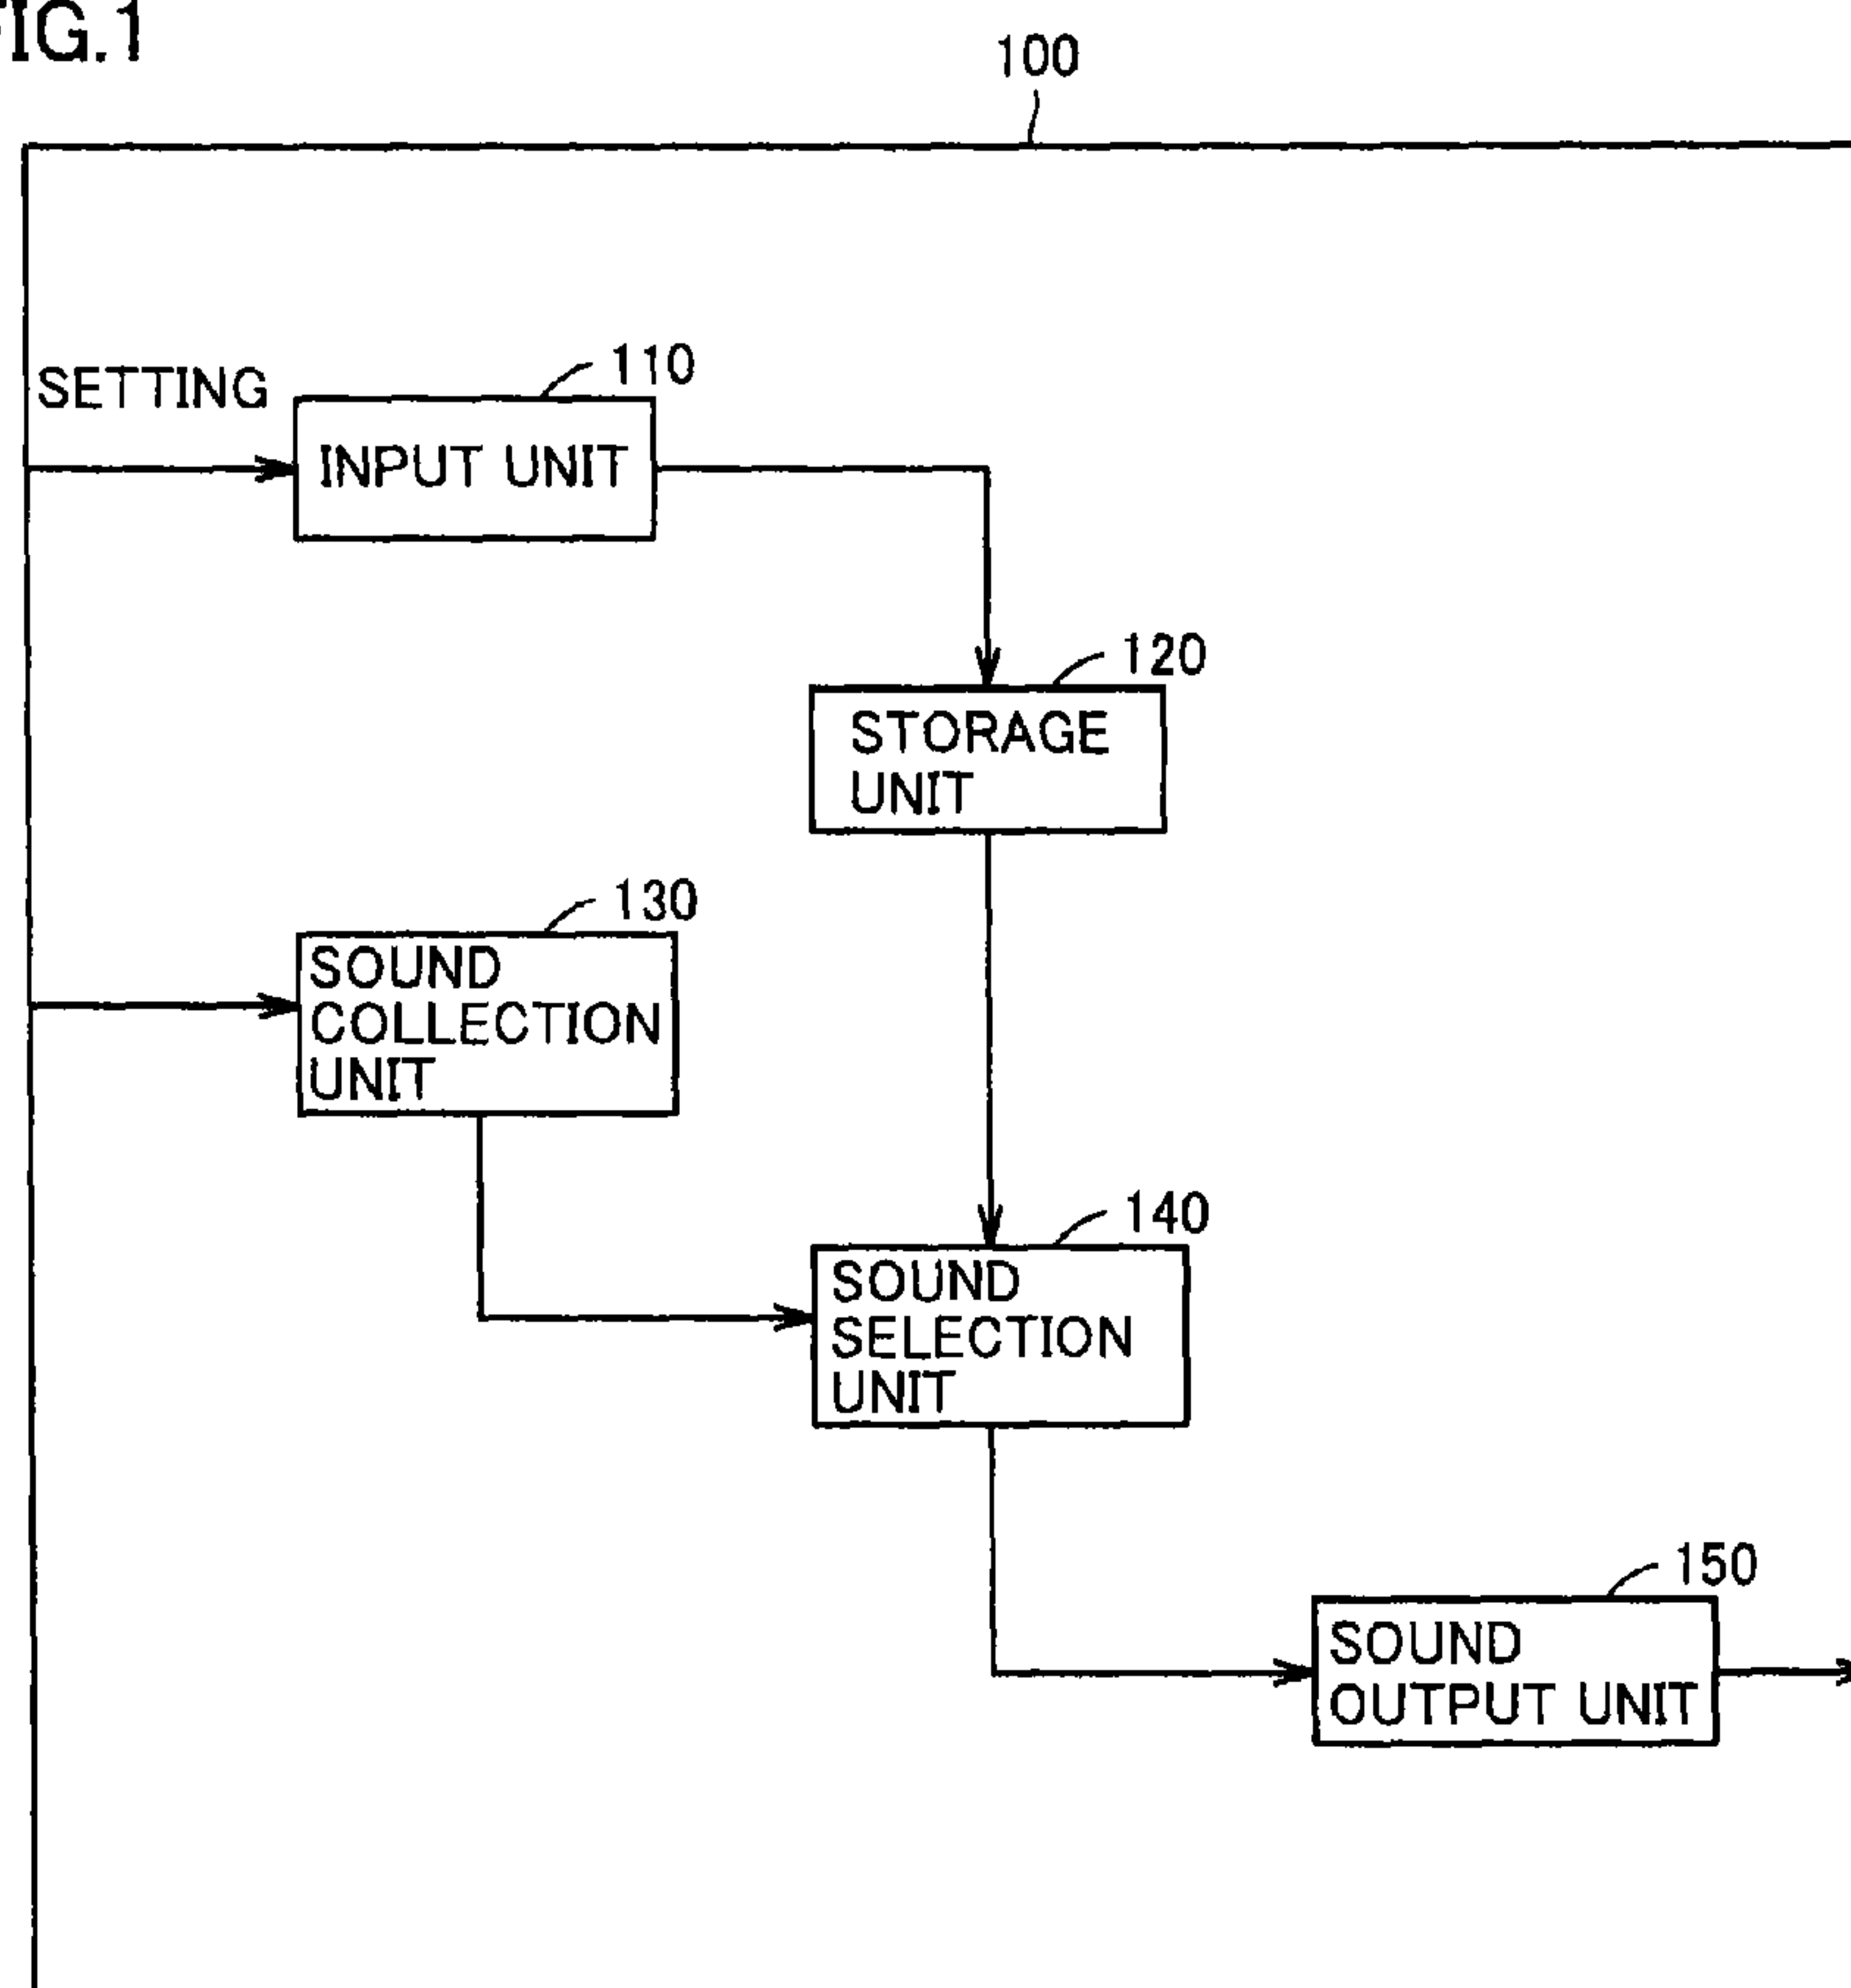 FIG.1
100
SETTING
110
INPUT UNIT
120
STORAGE
UNIT
130
SOUND
COLLECTION
UNIT
140
SOUND
SELECTION
UNIT
150
SOUND
OUTPUT UNIT